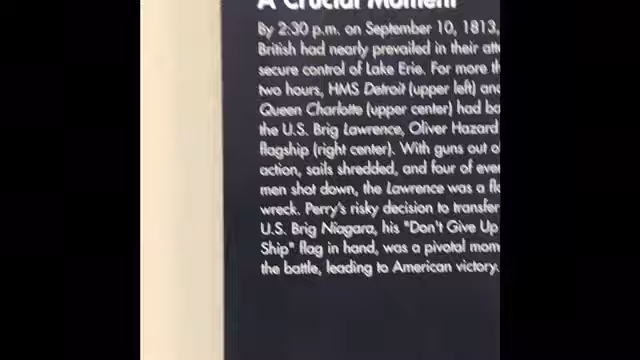 A Crucial Moment
By 2:30 p.m. on September 10, 1813,
British had nearly prevailed in their
secure control of Lake Erie. For more
two hours, HMS Detroit (upper left)
Queen Charlotte (upper center) had
the U.S. Brig Lawrence, Oliver Hazard
flagship (right center). With guns out
action, sails shredded, and four of
men shot down, the Lawrence was a
wreck. Perry's risky decision to transfer
U.S. Brig Niagara, his "Don't Give Up
Ship" flag in hand, was a pivotal
the battle, leading to American victory.